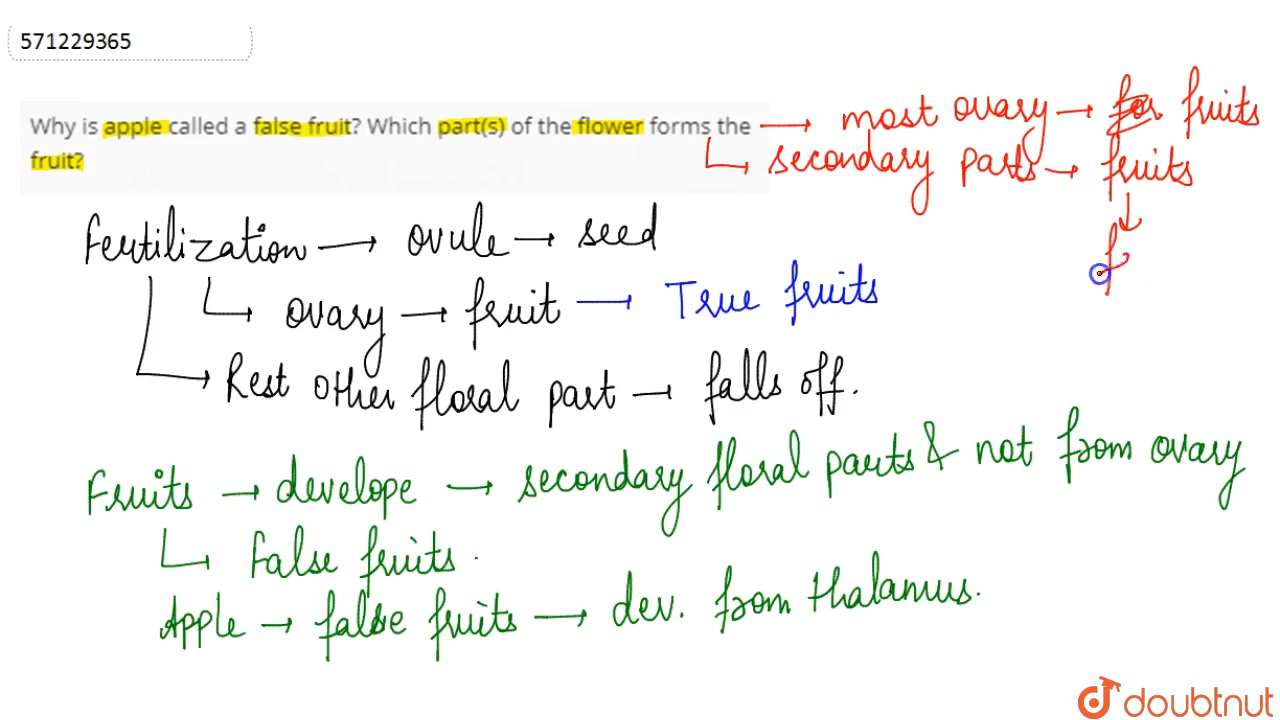 571229365
Why is apple called a false fruit? Which part(s) of the flower forms the
fruit?
→ most ovary → fruits
↳ secondary parts → fruits
↓
f
Fertilization → ovule → seed
↳ ovary → fruit → True fruits
→ Rest other floral part → falls off.
Fruits → develope → secondary floral parts & not from ovary
↳ False fruits.
Apple → false fruits → dev. from thalamus.
doubtnut